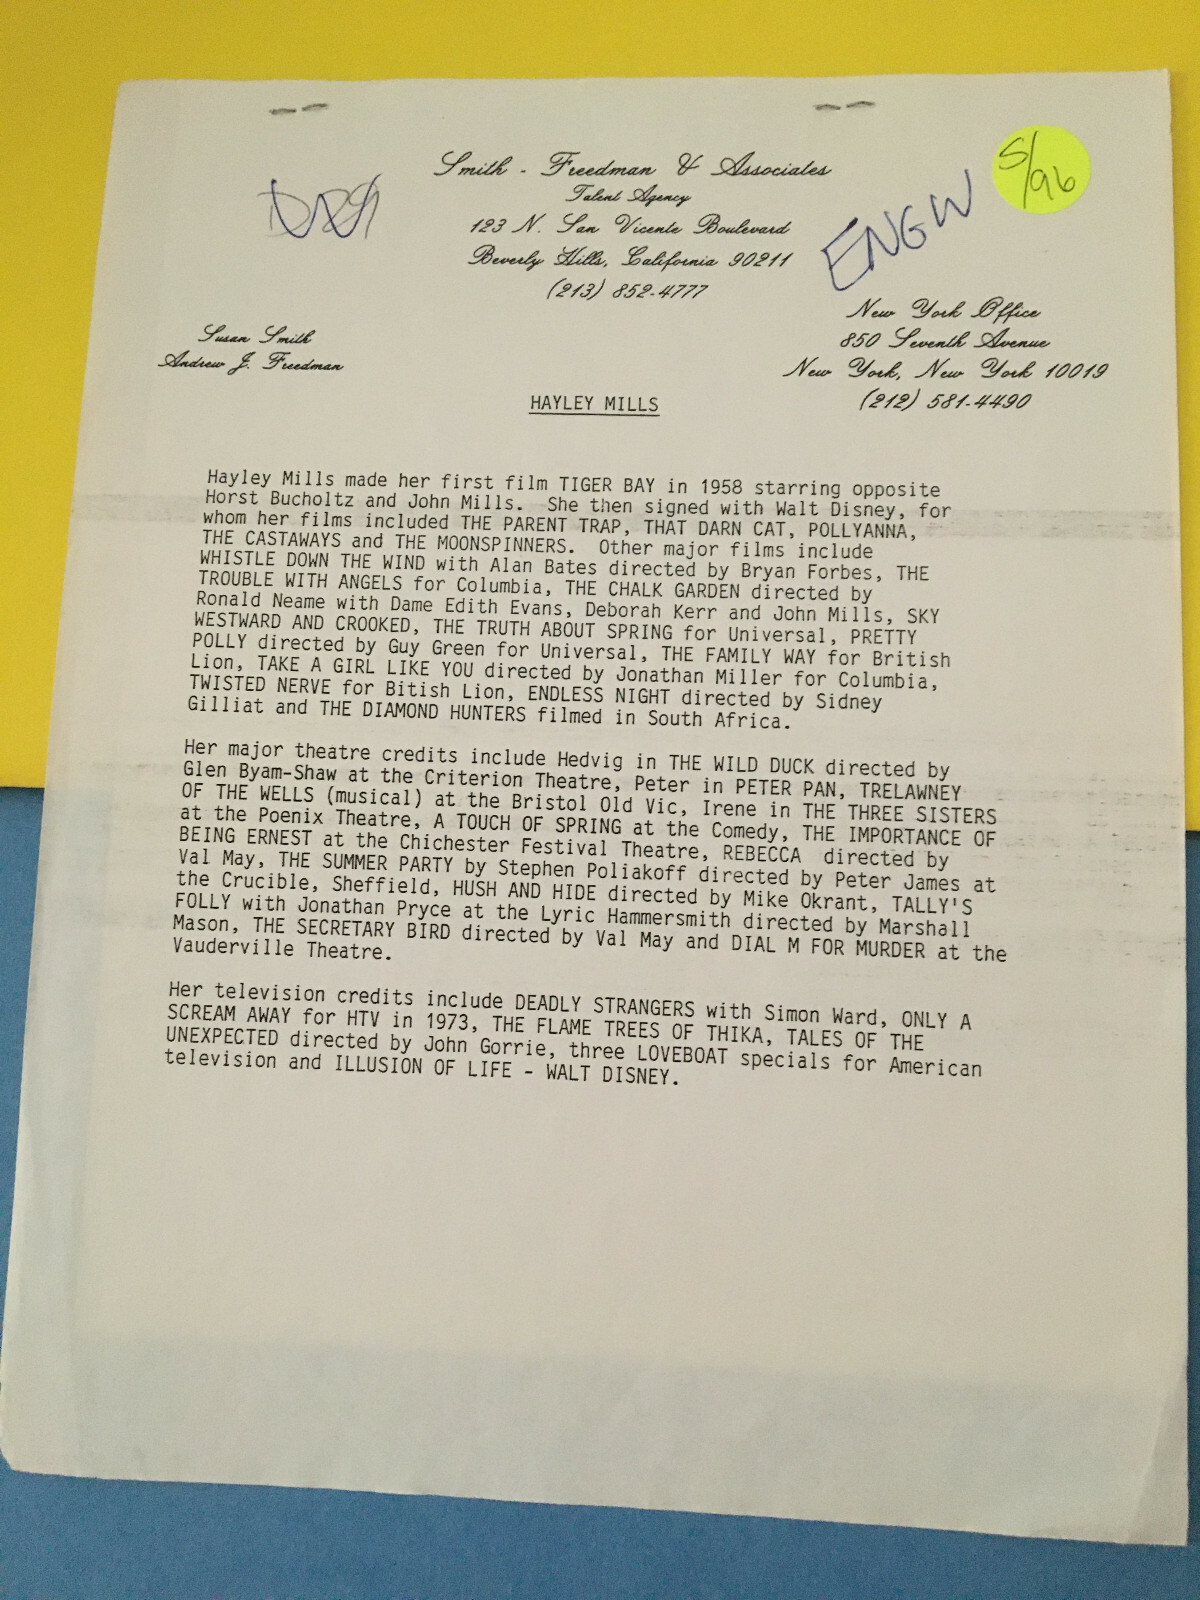 S/96
Smith - Freedman & Associates
Talent Agency
123 N. San Vicente Boulevard
Beverly Hills, California 90211
(213) 852-4777
ENGW
New York Office
850 Seventh Avenue
New York, New York 10019
(212) 581-4490
Susan Smith
Andrew J. Freedman
HAYLEY MILLS
Hayley Mills made her first film TIGER BAY in 1958 starring opposite
Horst Bucholtz and John Mills. She then signed with Walt Disney, for
whom her films included THE PARENT TRAP, THAT DARN CAT, POLLYANNA,
THE CASTAWAYS and THE MOONSPINNERS. Other major films include
WHISTLE DOWN THE WIND with Alan Bates directed by Bryan Forbes, THE
TROUBLE WITH ANGELS for Columbia, THE CHALK GARDEN directed by
Ronald Neame with Dame Edith Evans, Deborah Kerr and John Mills, SKY
WESTWARD AND CROOKED, THE TRUTH ABOUT SPRING for Universal, PRETTY
POLLY directed by Guy Green for Universal, THE FAMILY WAY for British
Lion, TAKE A GIRL LIKE YOU directed by Jonathan Miller for Columbia,
TWISTED NERVE for Bitish Lion, ENDLESS NIGHT directed by Sidney
Gilliat and THE DIAMOND HUNTERS filmed in South Africa.
Her major theatre credits include Hedvig in THE WILD DUCK directed by
Glen Byam-Shaw at the Criterion Theatre, Peter in PETER PAN, TRELAWNEY
OF THE WELLS (musical) at the Bristol Old Vic, Irene in THE THREE SISTERS
at the Poenix Theatre, A TOUCH OF SPRING at the Comedy, THE IMPORTANCE OF
BEING ERNEST at the Chichester Festival Theatre, REBECCA directed by
Val May, THE SUMMER PARTY by Stephen Poliakoff directed by Peter James at
the Crucible, Sheffield, HUSH AND HIDE directed by Mike Okrant, TALLY'S
FOLLY with Jonathan Pryce at the Lyric Hammersmith directed by Marshall
Mason, THE SECRETARY BIRD directed by Val May and DIAL M FOR MURDER at the
Vauderville Theatre.
Her television credits include DEADLY STRANGERS with Simon Ward, ONLY A
SCREAM AWAY for HTV in 1973, THE FLAME TREES OF THIKA, TALES OF THE
UNEXPECTED directed by John Gorrie, three LOVEBOAT specials for American
television and ILLUSION OF LIFE - WALT DISNEY.